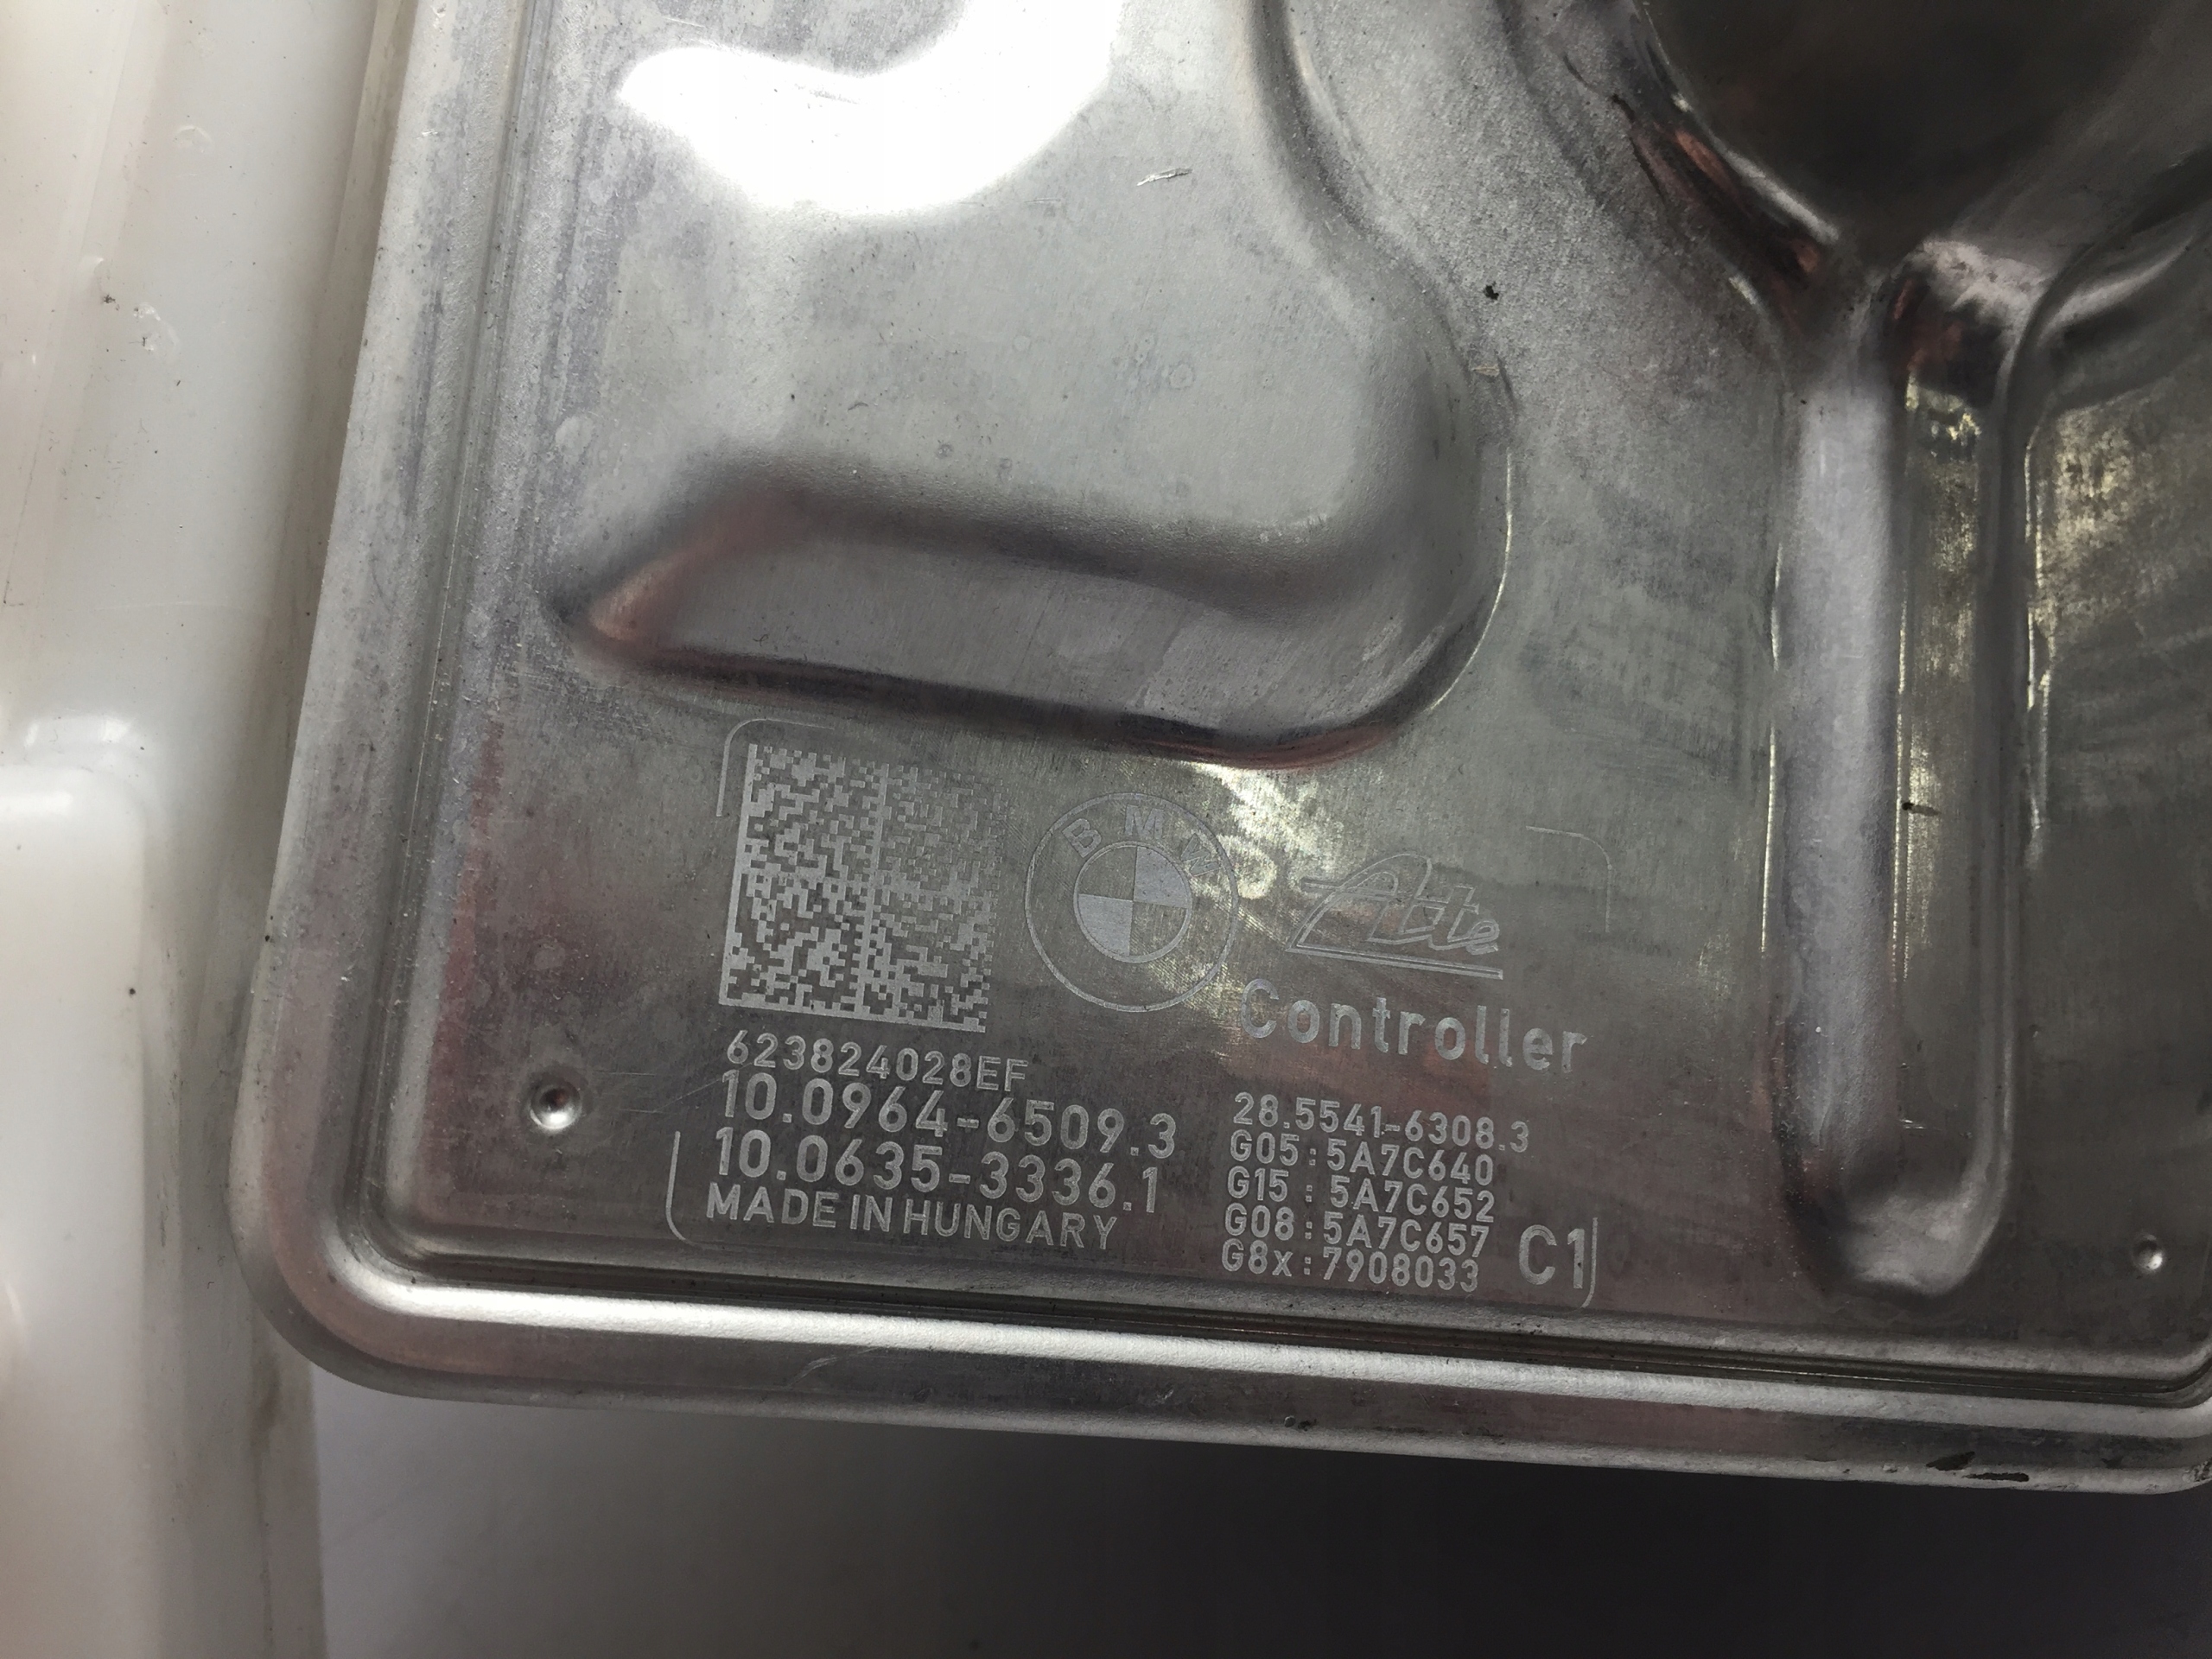 BMW
Ate
Controller
623824028EF
10.0964-6509.3
10.0635-3336.1
MADE IN HUNGARY
28.5541-6308.3
G05:5A7C640
G15:5A7C652
G08:5A7C657
G8x:7908033
C1